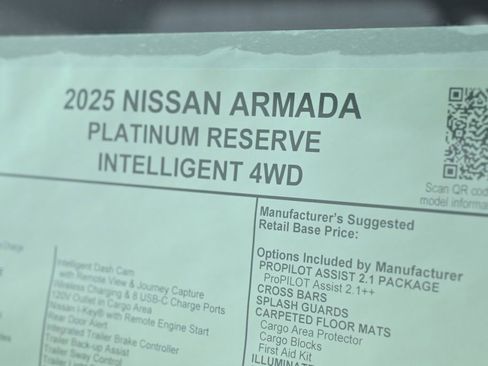 2025 NISSAN ARMADA
PLATINUM RESERVE
INTELLIGENT 4WD
Scan QR cod
model informa
Manufacturer's Suggested
Retail Base Price:
Options Included by Manufacturer
PROPILOT ASSIST 2.1 PACKAGE
ProPILOT Assist 2.1++
CROSS BARS
SPLASH GUARDS
CARPETED FLOOR MATS
Cargo Area Protector
Cargo Blocks
First Aid Kit
ILLUMINAT
Intelligent Dash Cam
with Remote View & Journey Capture
Wireless Charging & 8 USB-C Charge Ports
120V Outlet in Cargo Area
Nissan I-Key® with Remote Engine Start
Rear Door Alert
Integrated Trailer Brake Controller
Trailer Back-up Assist
Trailer Sway Control